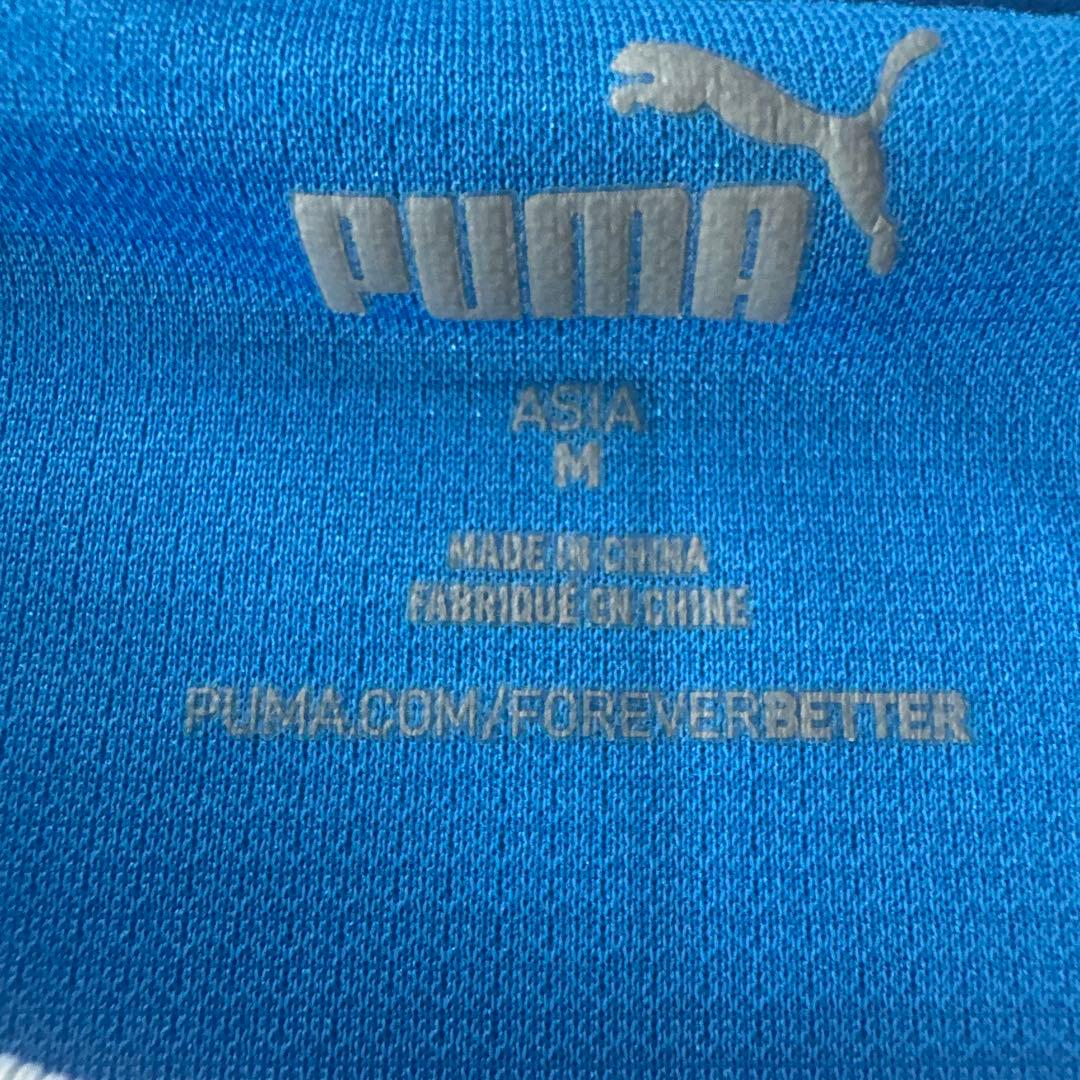 PUMA
ASIA
M
MADE IN CHINA
FABRIQUÉ EN CHINE
PUMA.COM/FOREVERBETTER